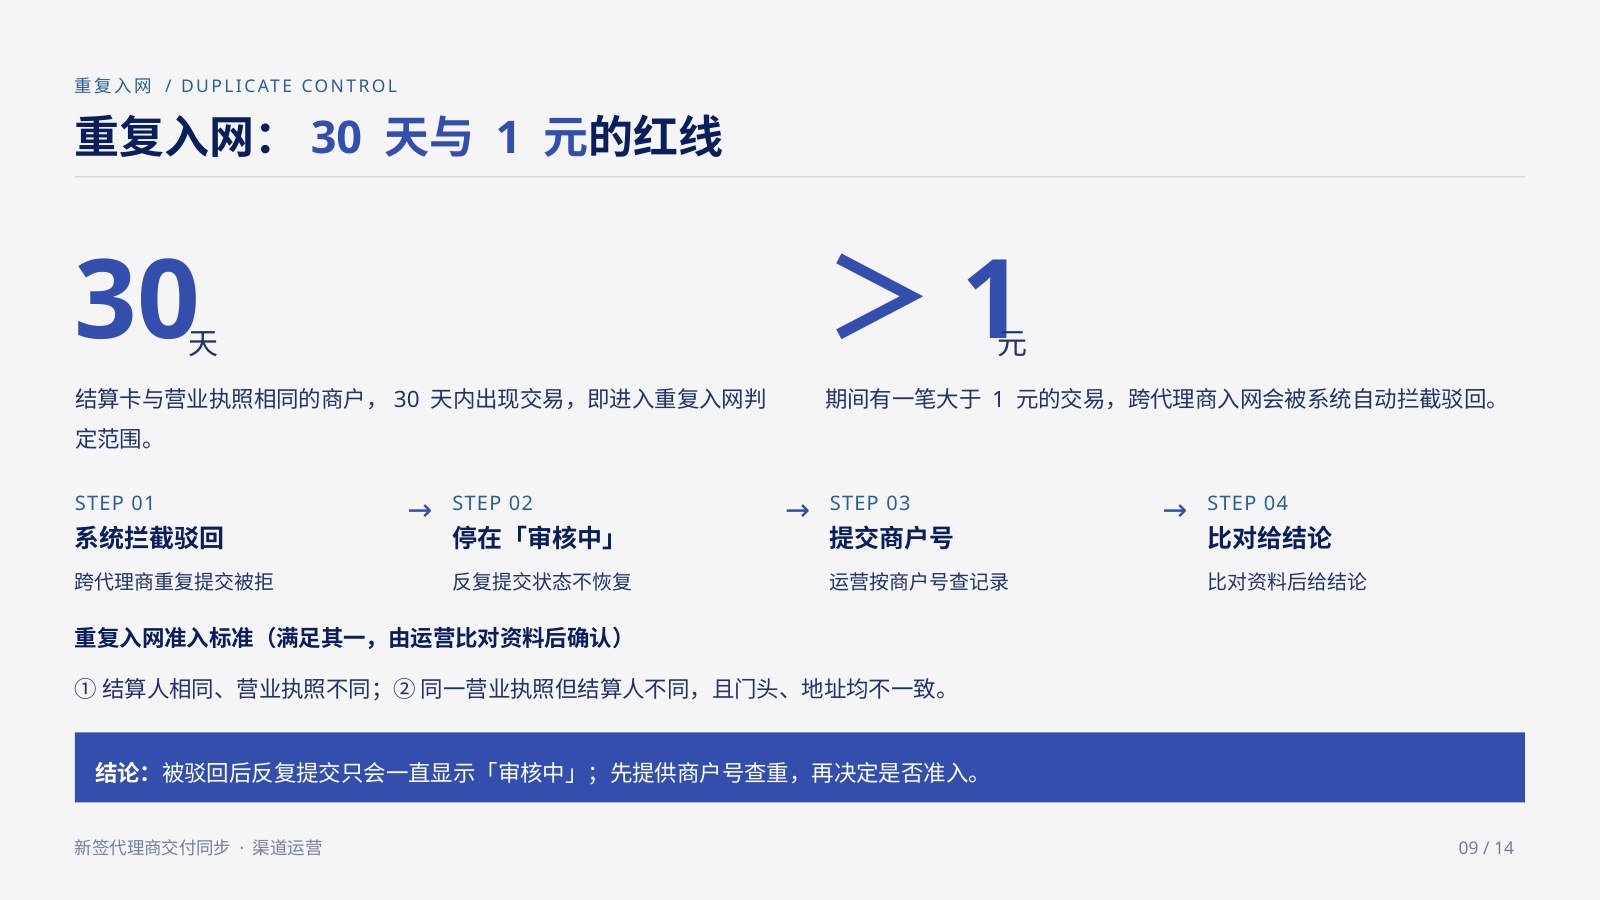 重复入网 / DUPLICATE CONTROL
重复入网：30 天与 1 元的红线
30天
＞1元
结算卡与营业执照相同的商户，30 天内出现交易，即进入重复入网判
定范围。
期间有一笔大于 1 元的交易，跨代理商入网会被系统自动拦截驳回。
STEP 01
系统拦截驳回
跨代理商重复提交被拒
→
STEP 02
停在「审核中」
反复提交状态不恢复
→
STEP 03
提交商户号
运营按商户号查记录
→
STEP 04
比对给结论
比对资料后给结论
重复入网准入标准（满足其一，由运营比对资料后确认）
① 结算人相同、营业执照不同；② 同一营业执照但结算人不同，且门头、地址均不一致。
结论：被驳回后反复提交只会一直显示「审核中」；先提供商户号查重，再决定是否准入。
新签代理商交付同步 · 渠道运营
09 / 14